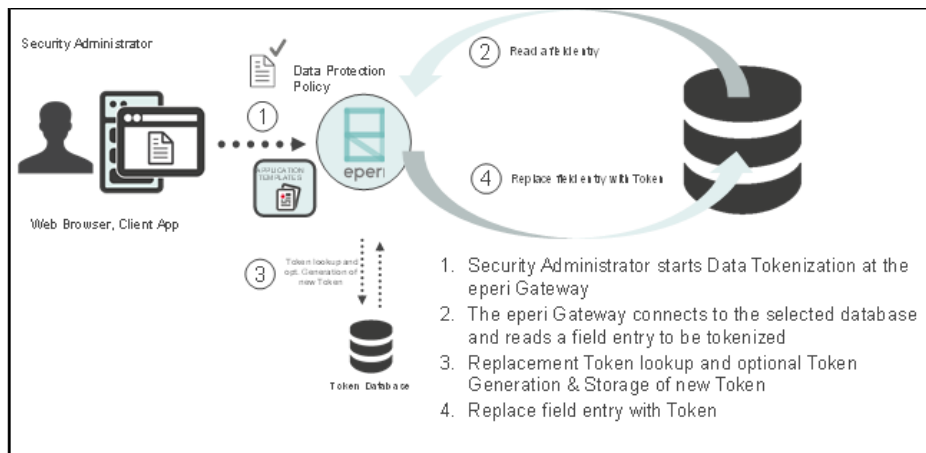 Security Administrator
Data Protection
Policy
1
2
Read a field entry
APPLICATION
TEMPLATES
eperi
4
Replace field entry with Token
Web Browser, Client App
3
Token lookup and
opt. Generation of
new Token
Token Database
1. Security Administrator starts Data Tokenization at the
eperi Gateway
2. The eperi Gateway connects to the selected database
and reads a field entry to be tokenized
3. Replacement Token lookup and optional Token
Generation & Storage of new Token
4. Replace field entry with Token